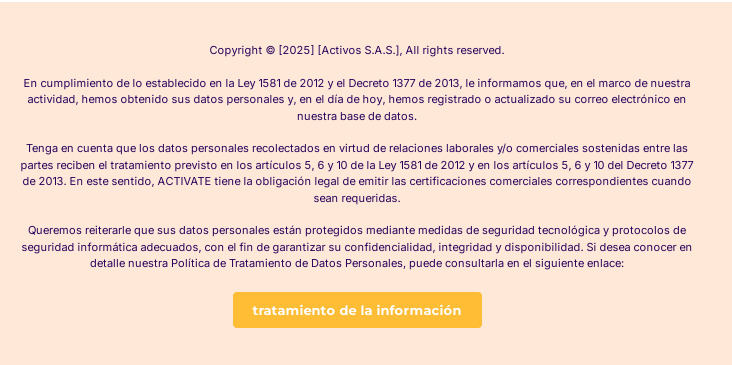 Copyright © [2025] [Activos S.A.S.], All rights reserved.
En cumplimiento de lo establecido en la Ley 1581 de 2012 y el Decreto 1377 de 2013, le informamos que, en el marco de nuestra
actividad, hemos obtenido sus datos personales y, en el día de hoy, hemos registrado o actualizado su correo electrónico en
nuestra base de datos.
Tenga en cuenta que los datos personales recolectados en virtud de relaciones laborales y/o comerciales sostenidas entre las
partes reciben el tratamiento previsto en los artículos 5, 6 y 10 de la Ley 1581 de 2012 y en los artículos 5, 6 y 10 del Decreto 1377
de 2013. En este sentido, ACTIVATE tiene la obligación legal de emitir las certificaciones comerciales correspondientes cuando
sean requeridas.
Queremos reiterarle que sus datos personales están protegidos mediante medidas de seguridad tecnológica y protocolos de
seguridad informática adecuados, con el fin de garantizar su confidencialidad, integridad y disponibilidad. Si desea conocer en
detalle nuestra Política de Tratamiento de Datos Personales, puede consultarla en el siguiente enlace:
tratamiento de la información